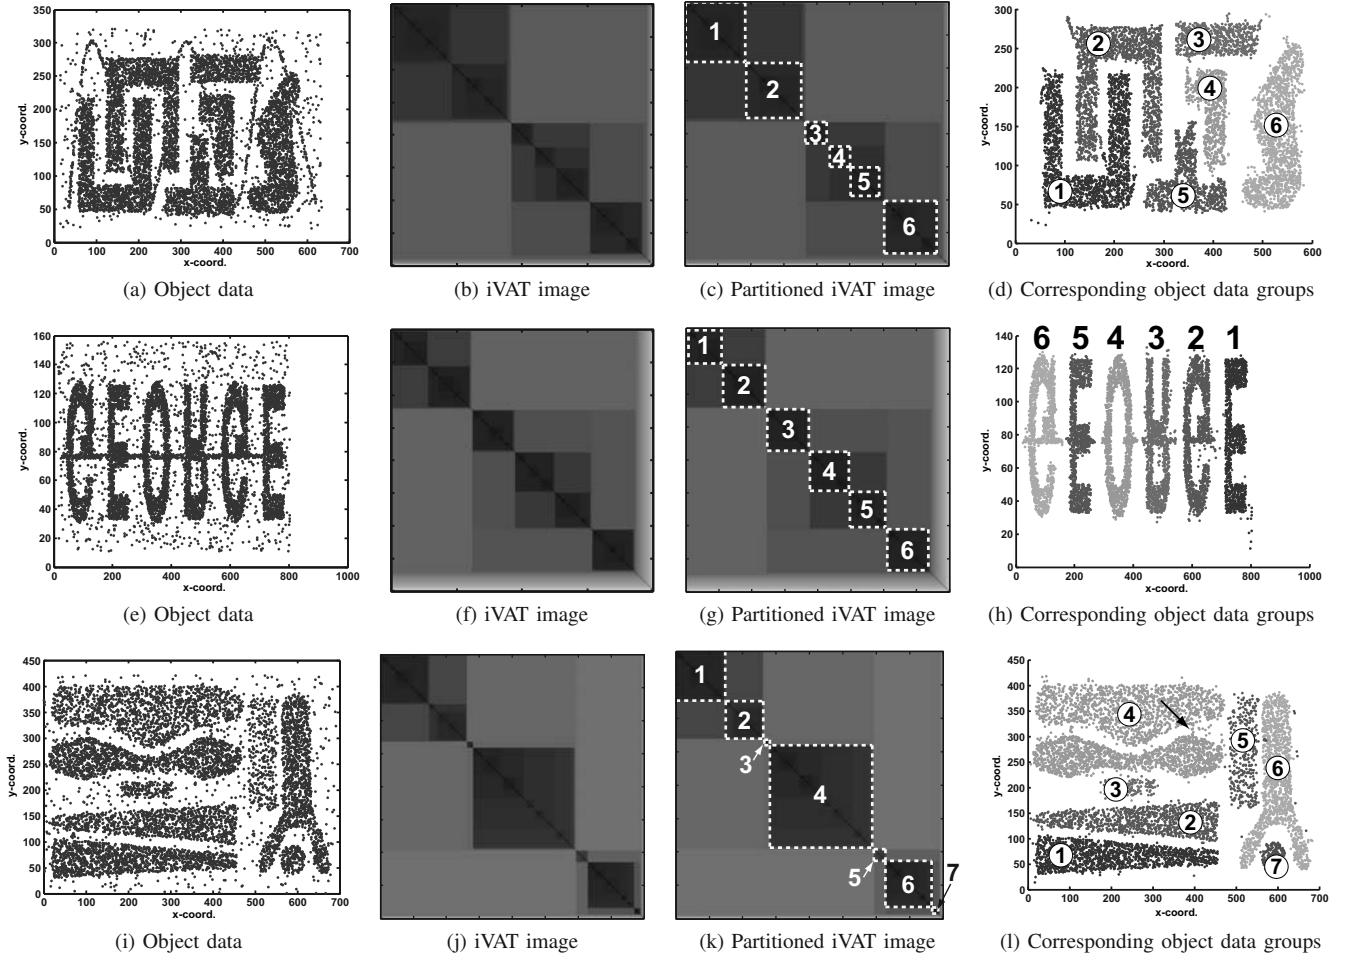 350
300
250
200
150
100
50
0
y-coord.
0 100 200 300 400 500 600 700
x-coord.
(a) Object data
(b) iVAT image
1
2
3
4
5
6
(c) Partitioned iVAT image
300
250
200
150
100
50
0
y-coord.
2 3
4
6
1 5
0 100 200 300 400 500 600
x-coord.
(d) Corresponding object data groups
160
140
120
100
80
60
40
20
0
y-coord.
0 200 400 600 800 1000
x-coord.
(e) Object data
(f) iVAT image
1
2
3
4
5
6
(g) Partitioned iVAT image
140
120
100
80
60
40
20
0
y-coord.
6 5 4 3 2 1
0 200 400 600 800 1000
x-coord.
(h) Corresponding object data groups
450
400
350
300
250
200
150
100
50
0
y-coord.
0 100 200 300 400 500 600 700
x-coord.
(i) Object data
(j) iVAT image
1
2
3
4
5
6
7
(k) Partitioned iVAT image
450
400
350
300
250
200
150
100
50
0
y-coord.
4
5
6
3
2
1
7
0 100 200 300 400 500 600 700
x-coord.
(l) Corresponding object data groups